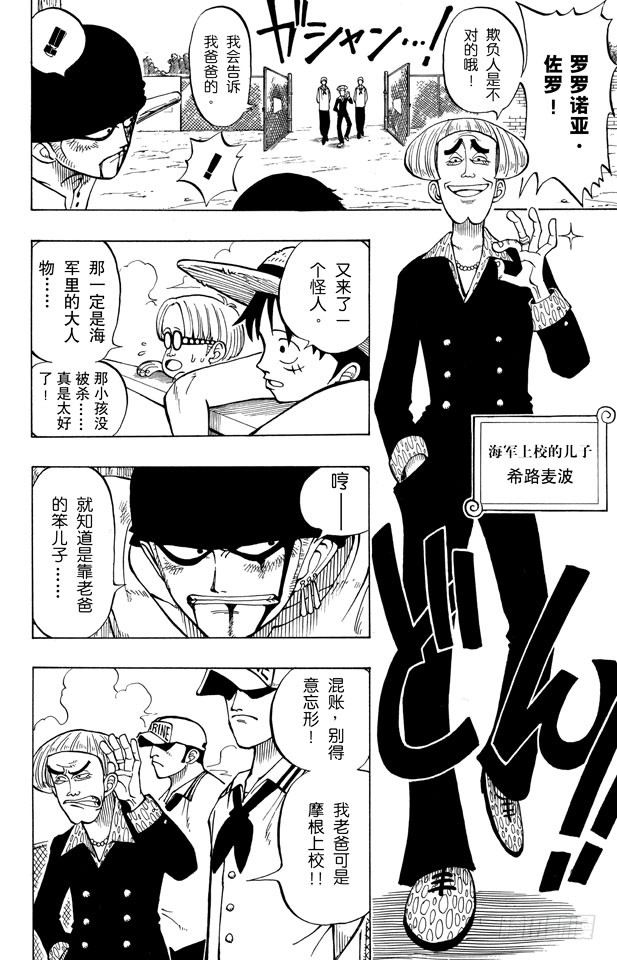 罗罗诺亚·
佐罗！
欺负人是不
对的哦！
ガシャン…！
我会告诉
我爸爸的。
!!
!!
海军上校的儿子
希路麦波
どん!!
又来了一
个怪人。
那一定是海
军里的大人
物……
那小孩没
被杀……
真是太好
了！
哼——
就知道是靠老爸
的笨儿子……
混账，别得
意忘形！
我老爸可是
摩根上校!!
RINE